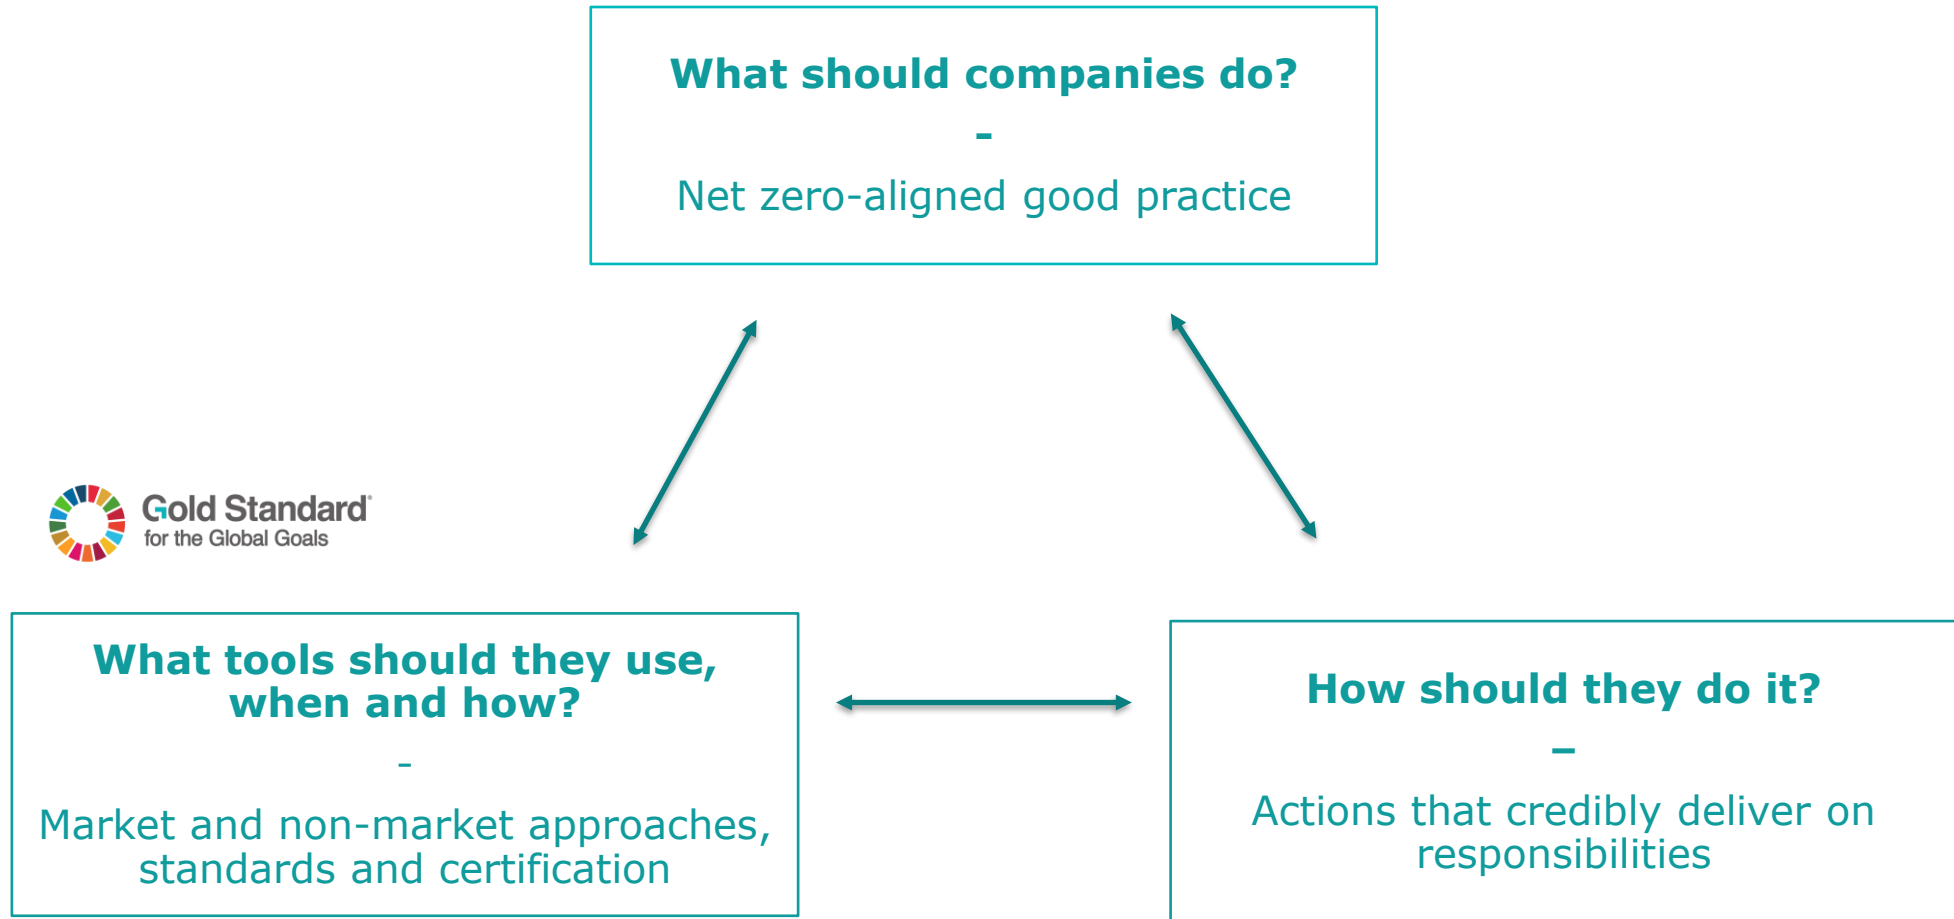 What should companies do?
-
Net zero-aligned good practice
Gold Standard
for the Global Goals
What tools should they use,
when and how?
-
Market and non-market approaches,
standards and certification
How should they do it?
–
Actions that credibly deliver on
responsibilities